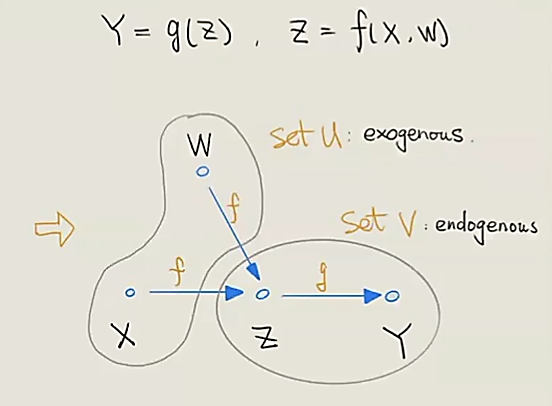 Y = g(Z) , Z = f(X, W)
W
set U: exogenous.
f
set V: endogenous
f
g
X
Z
Y